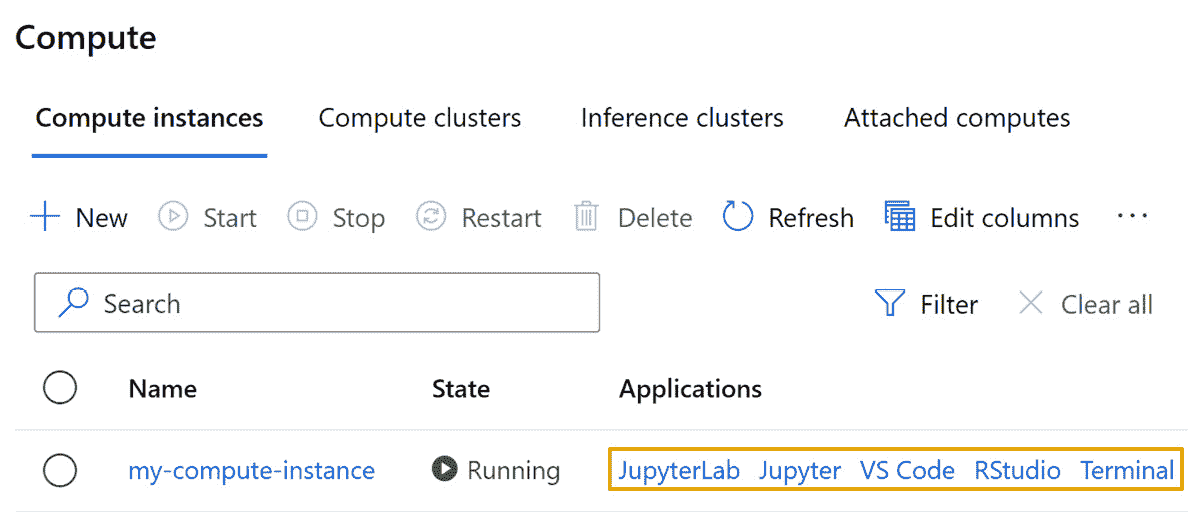 Compute
Compute instances Compute clusters Inference clusters Attached computes
New Start Stop Restart Delete Refresh Edit columns ···
Search Filter Clear all
Name State Applications
my-compute-instance Running JupyterLab Jupyter VS Code RStudio Terminal